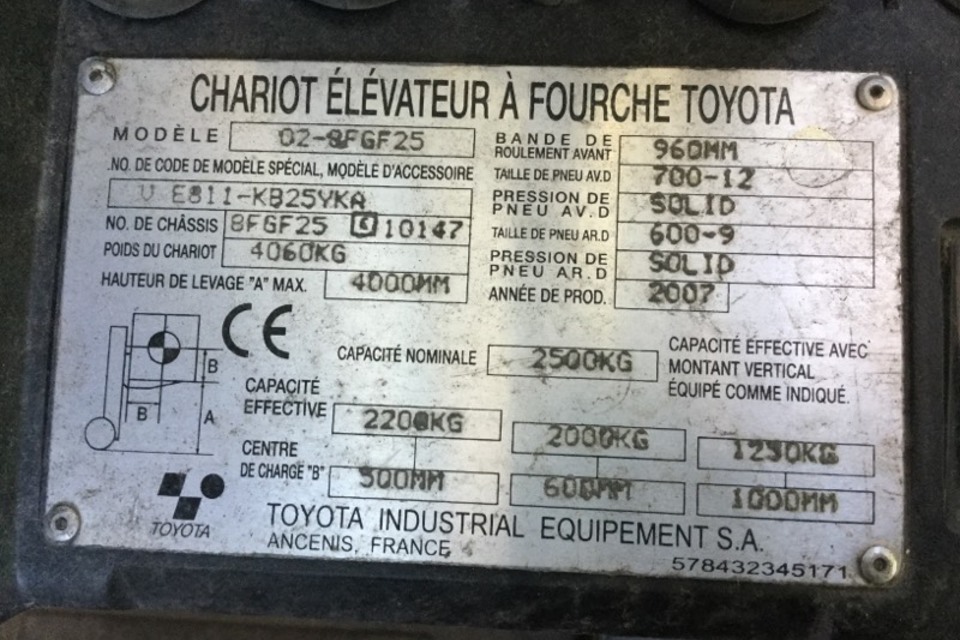 CHARIOT ÉLÉVATEUR À FOURCHE TOYOTA
MODÈLE 02-8FGF25
.NO. DE CODE DE MODÈLE SPÉCIAL, MODÈLE D'ACCESSOIRE
V E811-KB25YKA
NO. DE CHÂSSIS 8FGF25 10147
POIDS DU CHARIOT 4060KG
HAUTEUR DE LEVAGE "A" MAX. 4000MM
BANDE DE
ROULEMENT AVANT 960MM
TAILLE DE PNEU AV.D 700-12
PRESSION DE
PNEU AV.D SOLID
TAILLE DE PNEU AR.D 600-9
PRESSION DE
PNEU AR.D SOLID
ANNÉE DE PROD. 2007
CE
B
B
A
CAPACITÉ NOMINALE 2500KG
CAPACITÉ EFFECTIVE AVEC
MONTANT VERTICAL
ÉQUIPÉ COMME INDIQUÉ.
CAPACITÉ
EFFECTIVE 2200KG 2000KG 1250KG
CENTRE
DE CHARGE "B" 500MM 600MM 1000MM
TOYOTA
TOYOTA INDUSTRIAL EQUIPEMENT S.A.
ANCENIS, FRANCE
578432345171